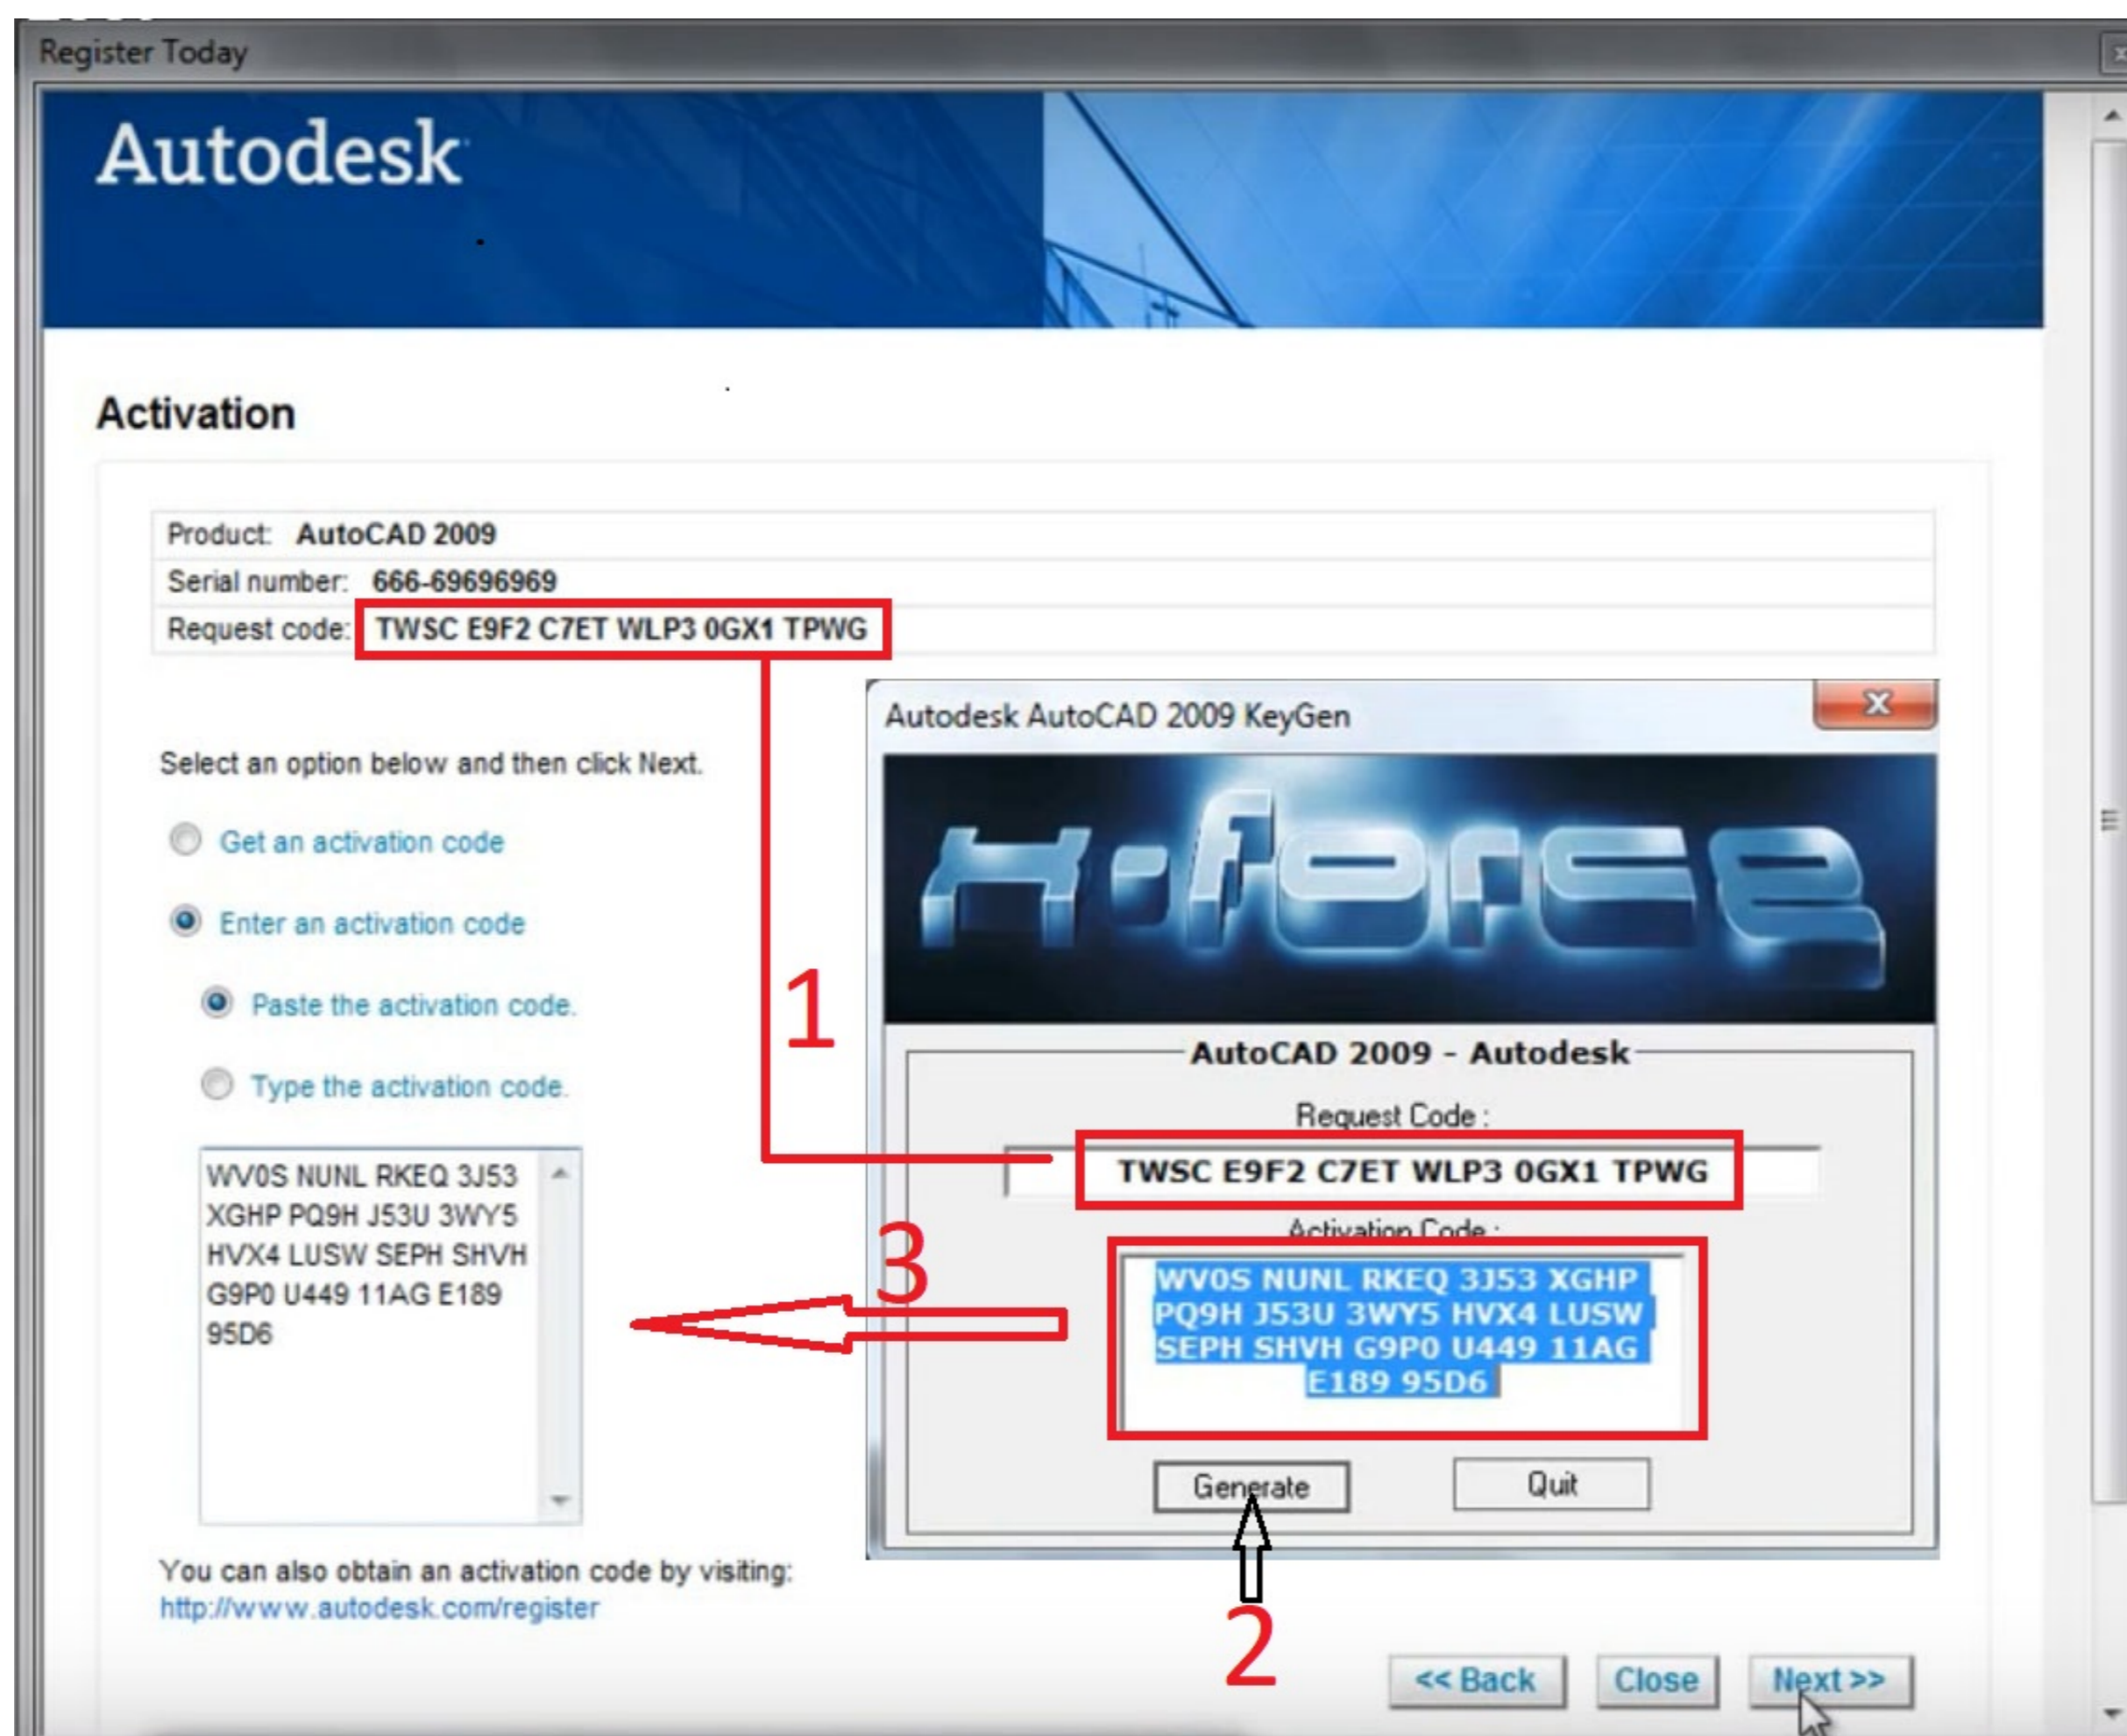 Register Today
Autodesk
Activation
Product: AutoCAD 2009
Serial number: 666-69696969
Request code: TWSC E9F2 C7ET WLP3 0GX1 TPWG
Select an option below and then click Next.
Get an activation code
Enter an activation code
Paste the activation code.
Type the activation code.
WV0S NUNL RKEQ 3J53
XGHP PQ9H J53U 3WY5
HVX4 LUSW SEPH SHVH
G9P0 U449 11AG E189
95D6
You can also obtain an activation code by visiting:
http://www.autodesk.com/register
Autodesk AutoCAD 2009 KeyGen
X-force
AutoCAD 2009 - Autodesk
Request Code :
TWSC E9F2 C7ET WLP3 0GX1 TPWG
Activation Code :
WV0S NUNL RKEQ 3J53 XGHP
PQ9H J53U 3WY5 HVX4 LUSW
SEPH SHVH G9P0 U449 11AG
E189 95D6
Generate
Quit
1
3
2
<< Back
Close
Next >>